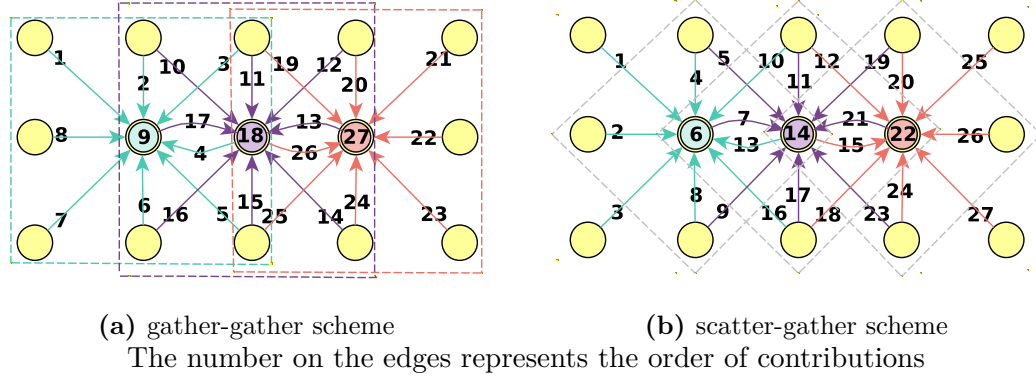 1 10 3 19 12 21
2 11 20
8 9 17 18 13 27 22
4 26
7 6 16 5 15 25 14 24 23
1 5 10 12 19 25
4 11 20
2 6 7 14 21 22 26
13 15
3 8 9 16 17 18 23 24 27
(a) gather-gather scheme
(b) scatter-gather scheme
The number on the edges represents the order of contributions